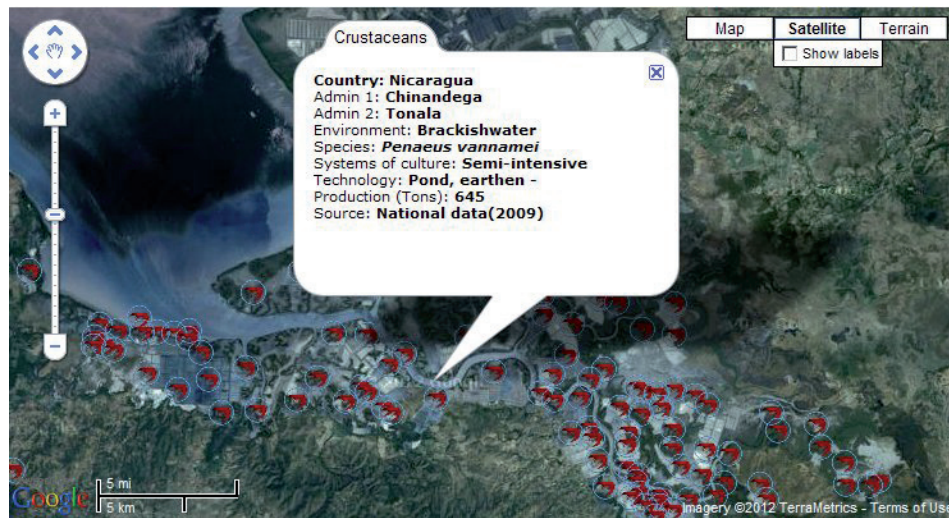 Crustaceans
Map
Satellite
Terrain
Show labels
Country: Nicaragua
Admin 1: Chinandega
Admin 2: Tonala
Environment: Brackishwater
Species: Penaeus vannamei
Systems of culture: Semi-intensive
Technology: Pond, earthen -
Production (Tons): 645
Source: National data(2009)
5 mi
5 km
Google
Imagery ©2012 TerraMetrics - Terms of Us